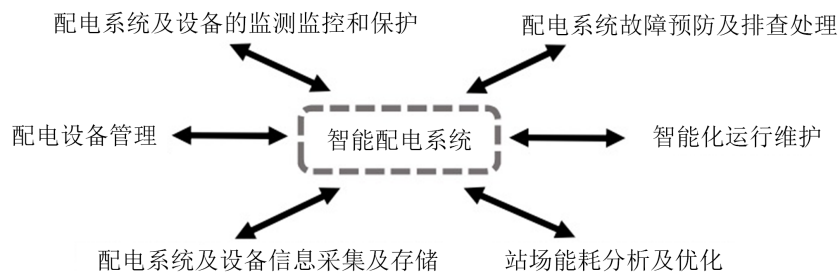 配电系统及设备的监测监控和保护
配电系统故障预防及排查处理
配电设备管理
智能配电系统
智能化运行维护
配电系统及设备信息采集及存储
站场能耗分析及优化